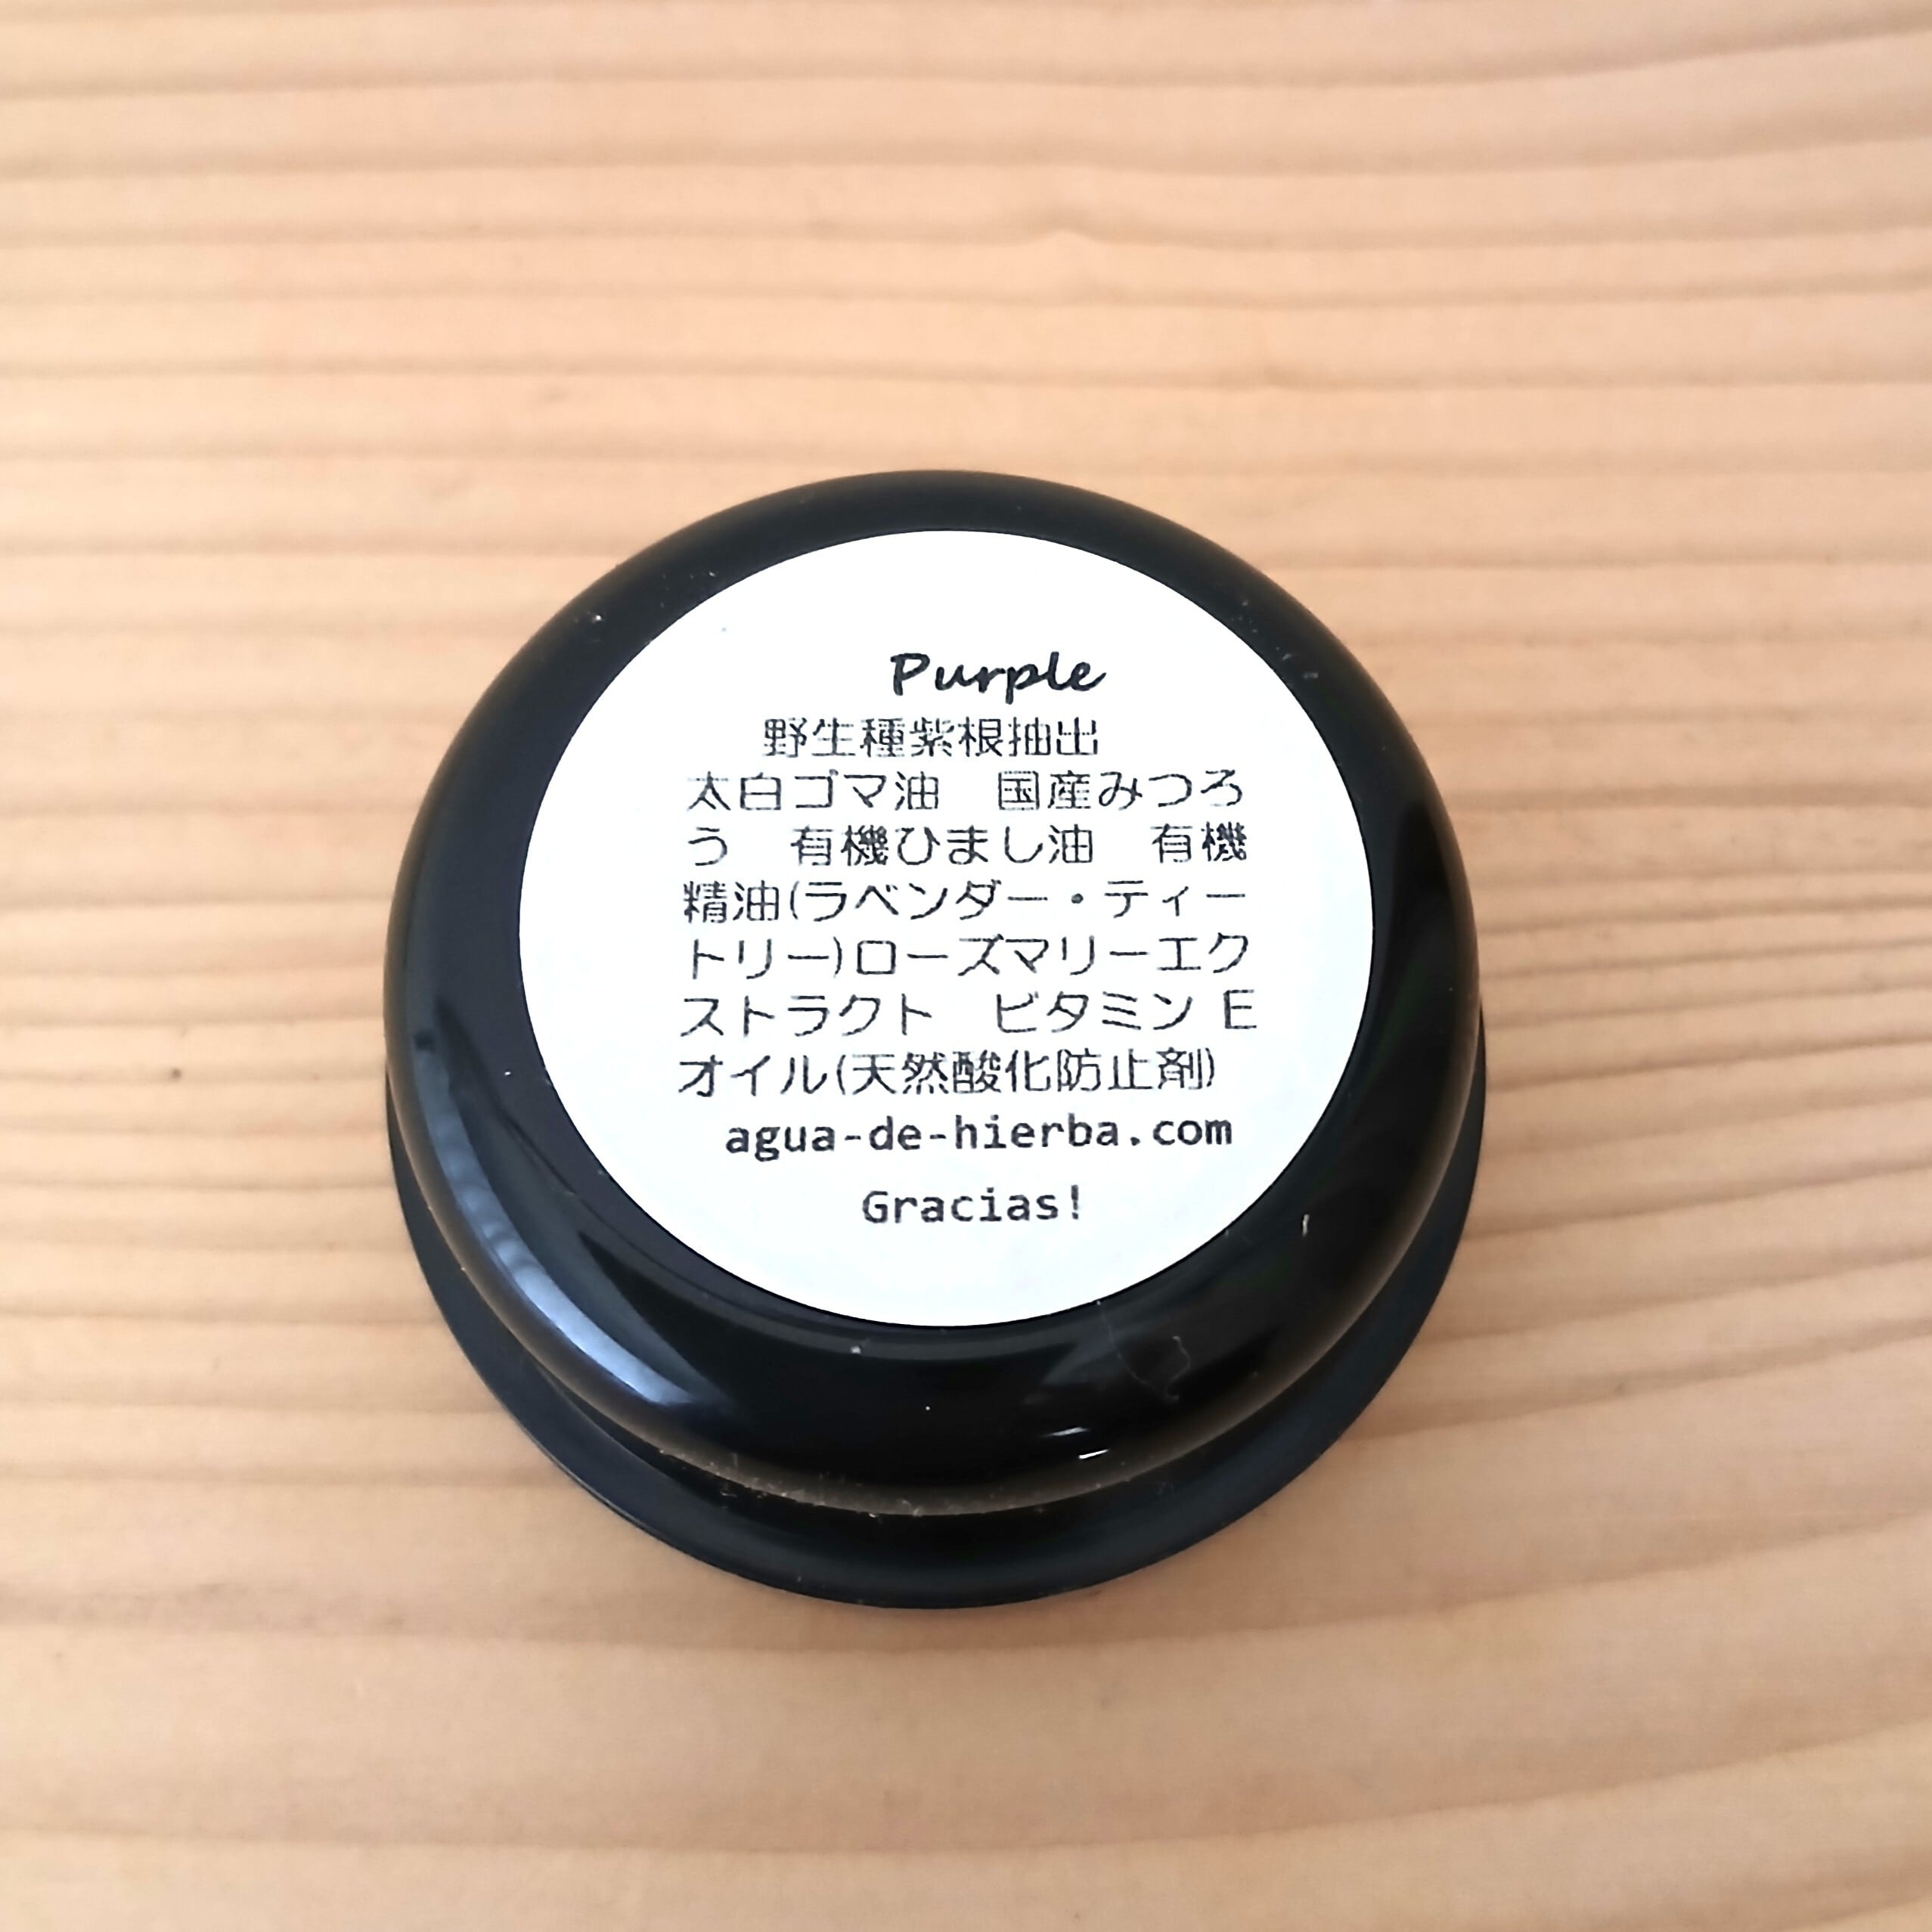 Purple
野生種紫根抽出
太白ゴマ油　国産みつろ
う　有機ひまし油　有機
精油(ラベンダー・ティー
トリー)ローズマリーエク
ストラクト　ビタミン E
オイル(天然酸化防止剤)
agua-de-hierba.com
Gracias!